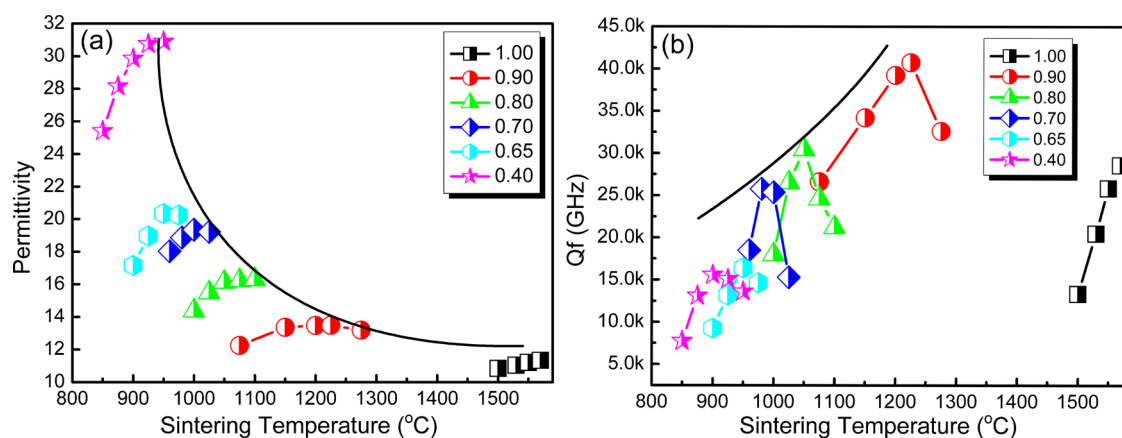 (a)
Permittivity
32
30
28
26
24
22
20
18
16
14
12
10
800 900 1000 1100 1200 1300 1400 1500
Sintering Temperature (°C)
1.00
0.90
0.80
0.70
0.65
0.40
(b)
Qf (GHz)
45.0k
40.0k
35.0k
30.0k
25.0k
20.0k
15.0k
10.0k
5.0k
800 900 1000 1100 1200 1300 1400 1500
Sintering Temperature (°C)
1.00
0.90
0.80
0.70
0.65
0.40